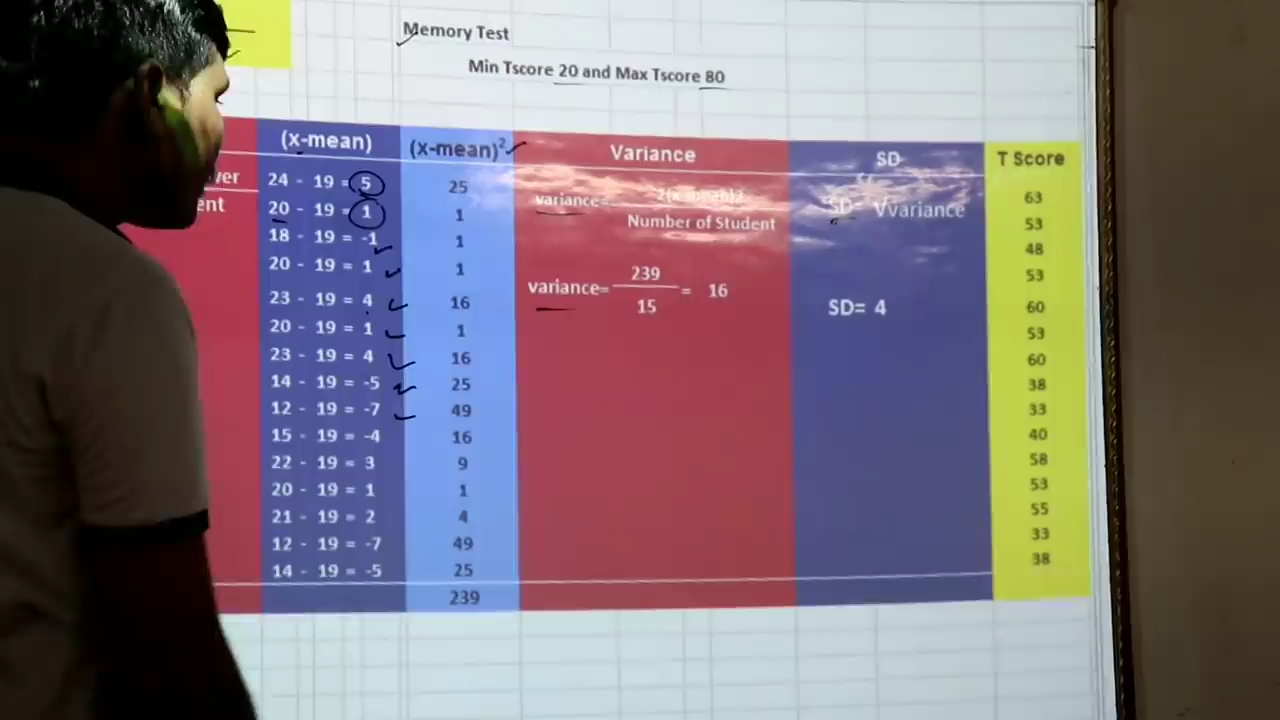 Memory Test
Min Tscore 20 and Max Tscore 80
(x-mean) (x-mean)² Variance SD T Score
ver 24 - 19 = 5 25 63
ent 20 - 19 = 1 1 variance= Number of Student SD= Vvariance 53
18 - 19 = -1 1 48
20 - 19 = 1 1 53
23 - 19 = 4 16 variance= 239 / 15 = 16 SD= 4 60
20 - 19 = 1 1 53
23 - 19 = 4 16 60
14 - 19 = -5 25 38
12 - 19 = -7 49 33
15 - 19 = -4 16 40
22 - 19 = 3 9 58
20 - 19 = 1 1 53
21 - 19 = 2 4 55
12 - 19 = -7 49 33
14 - 19 = -5 25 38
239